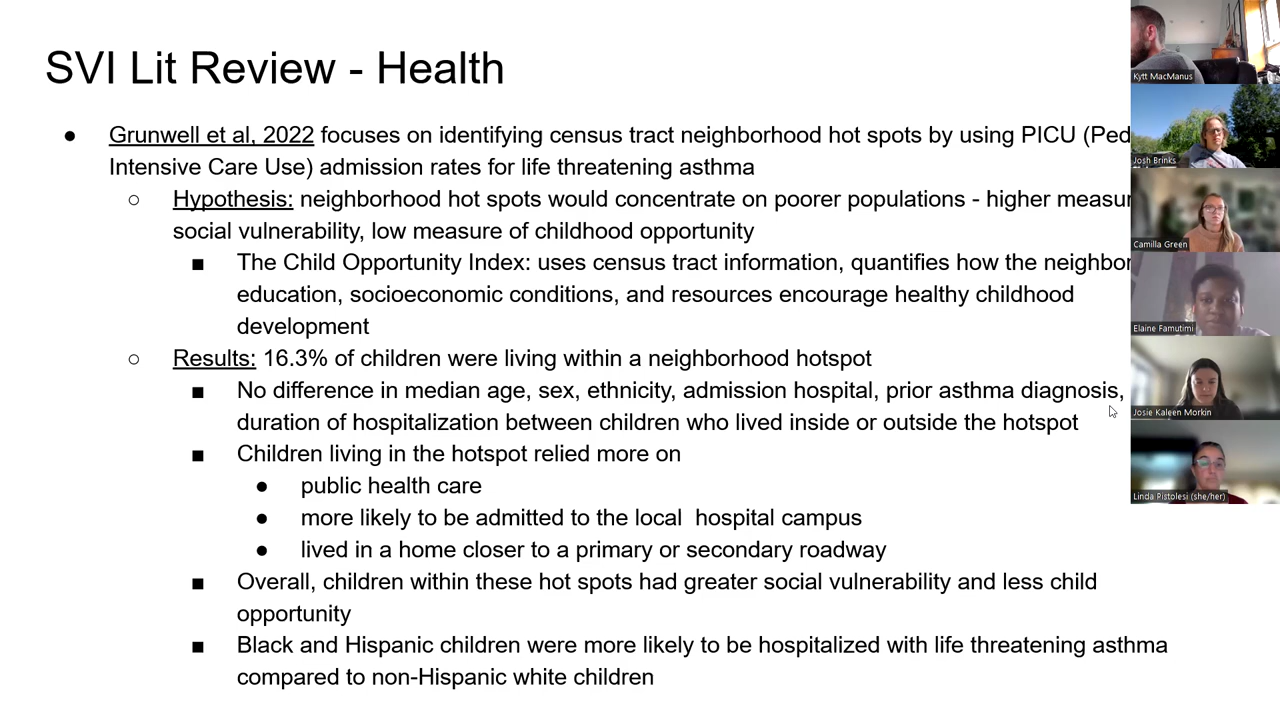 SVI Lit Review - Health
● Grunwell et al, 2022 focuses on identifying census tract neighborhood hot spots by using PICU (Ped
Intensive Care Use) admission rates for life threatening asthma
○ Hypothesis: neighborhood hot spots would concentrate on poorer populations - higher measur
social vulnerability, low measure of childhood opportunity
■ The Child Opportunity Index: uses census tract information, quantifies how the neighbor
education, socioeconomic conditions, and resources encourage healthy childhood
development
○ Results: 16.3% of children were living within a neighborhood hotspot
■ No difference in median age, sex, ethnicity, admission hospital, prior asthma diagnosis,
duration of hospitalization between children who lived inside or outside the hotspot
■ Children living in the hotspot relied more on
● public health care
● more likely to be admitted to the local  hospital campus
● lived in a home closer to a primary or secondary roadway
■ Overall, children within these hot spots had greater social vulnerability and less child
opportunity
■ Black and Hispanic children were more likely to be hospitalized with life threatening asthma
compared to non-Hispanic white children
Kytt MacManus
Josh Brinks
Camilla Green
Elaine Famutimi
Josie Kaleen Morkin
Linda Pistolesi (she/her)